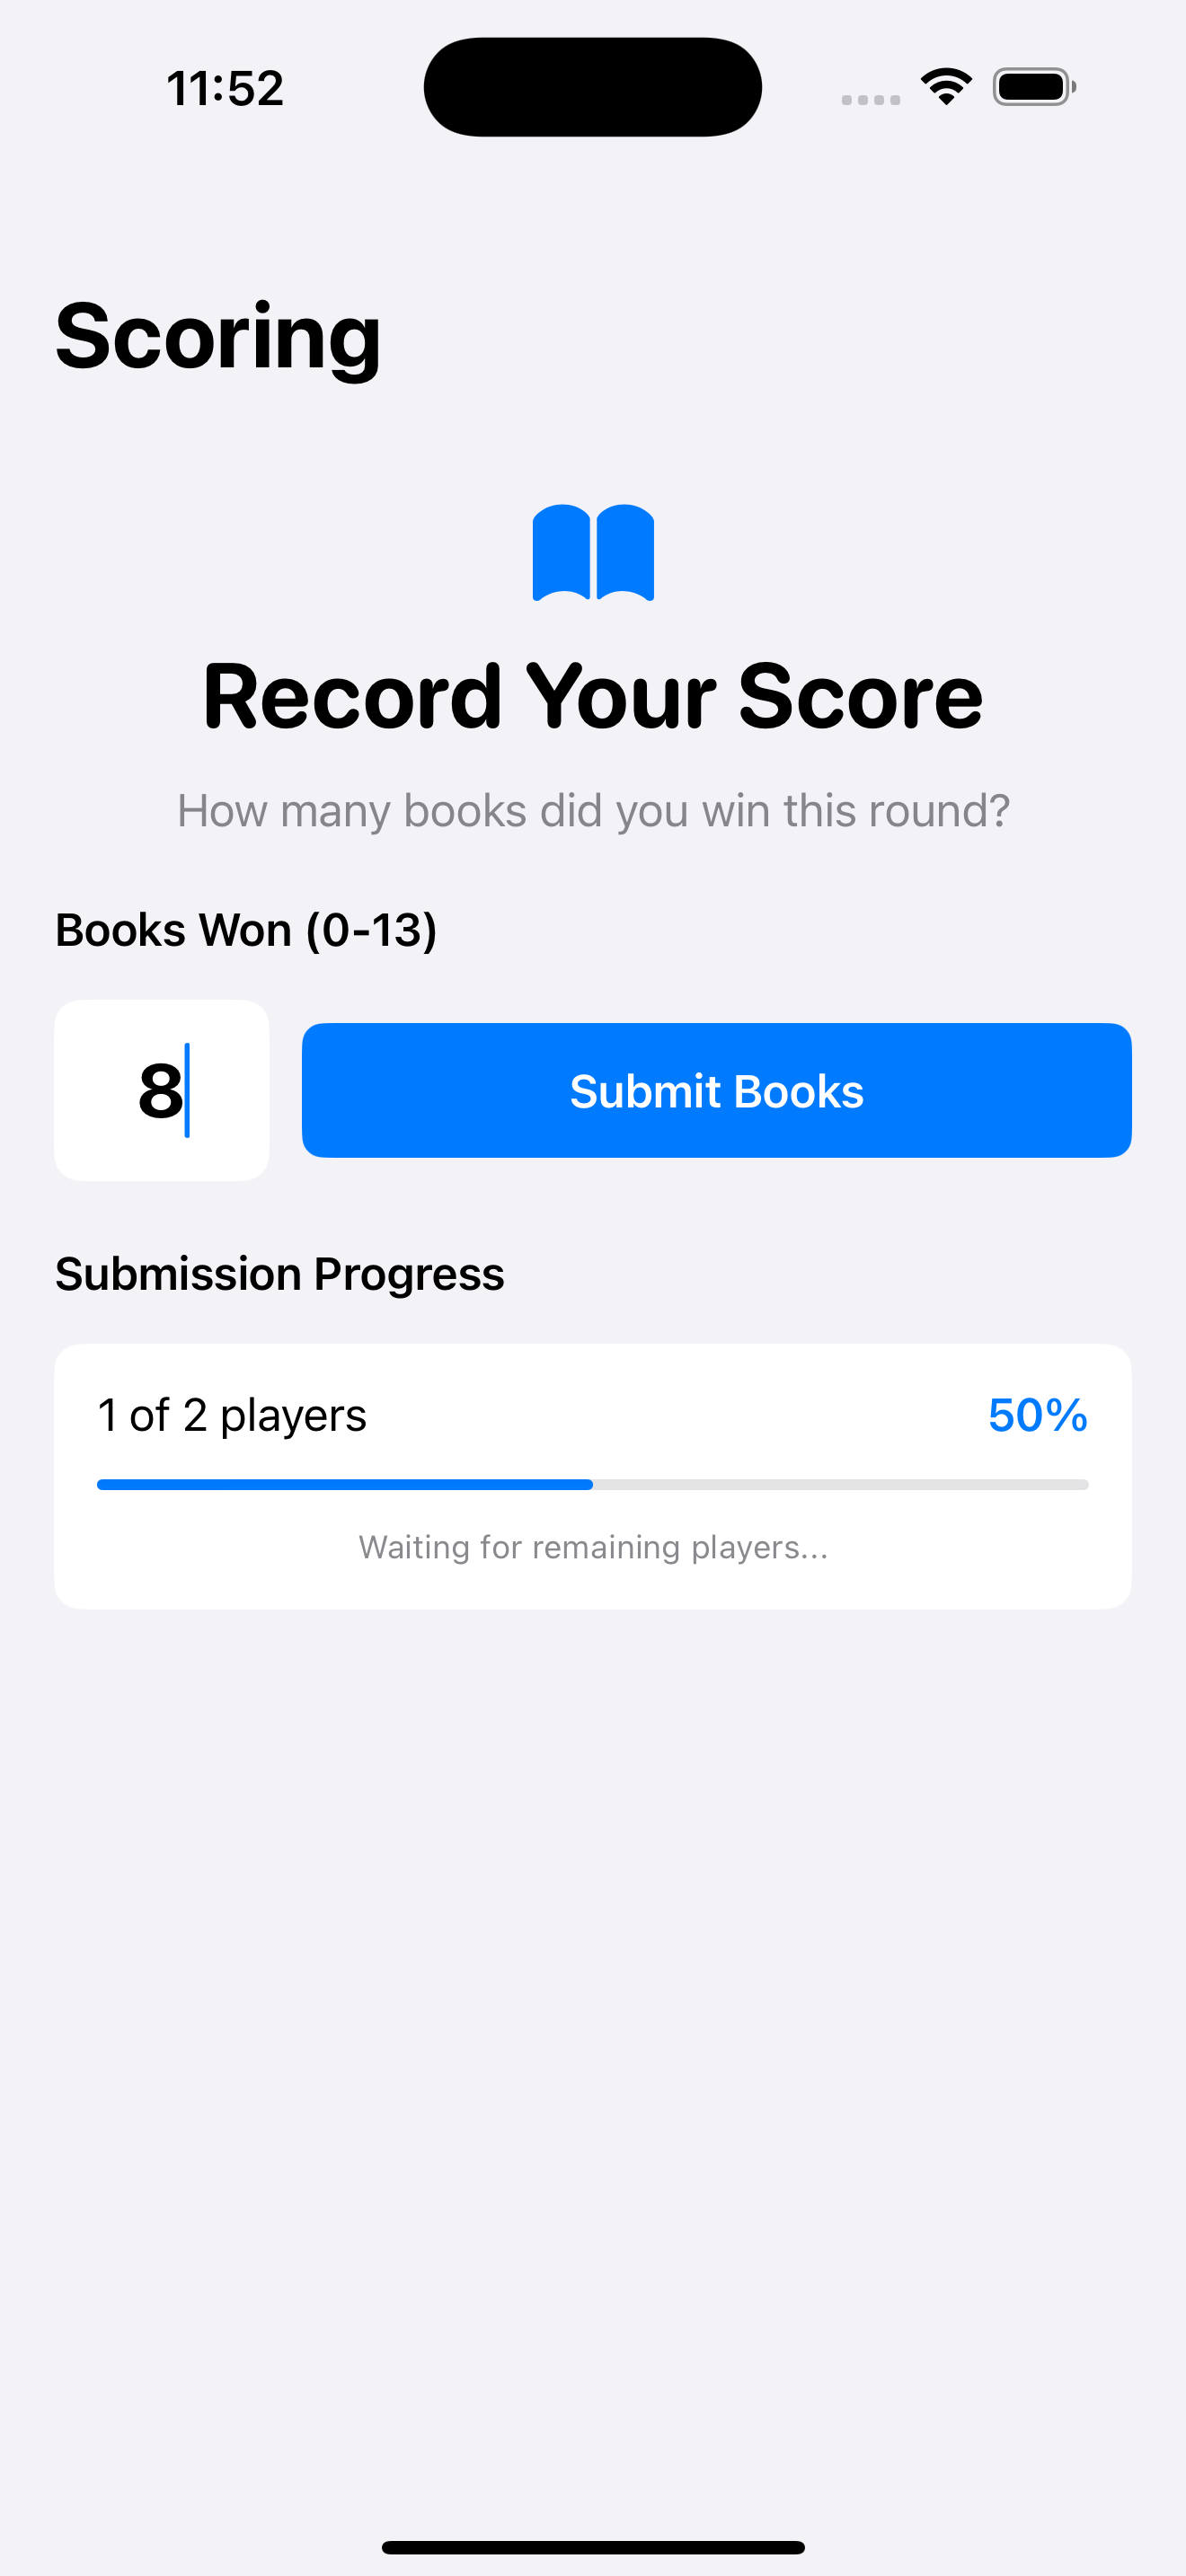 11:52
Scoring
Record Your Score
How many books did you win this round?
Books Won (0-13)
8
Submit Books
Submission Progress
1 of 2 players
50%
Waiting for remaining players...